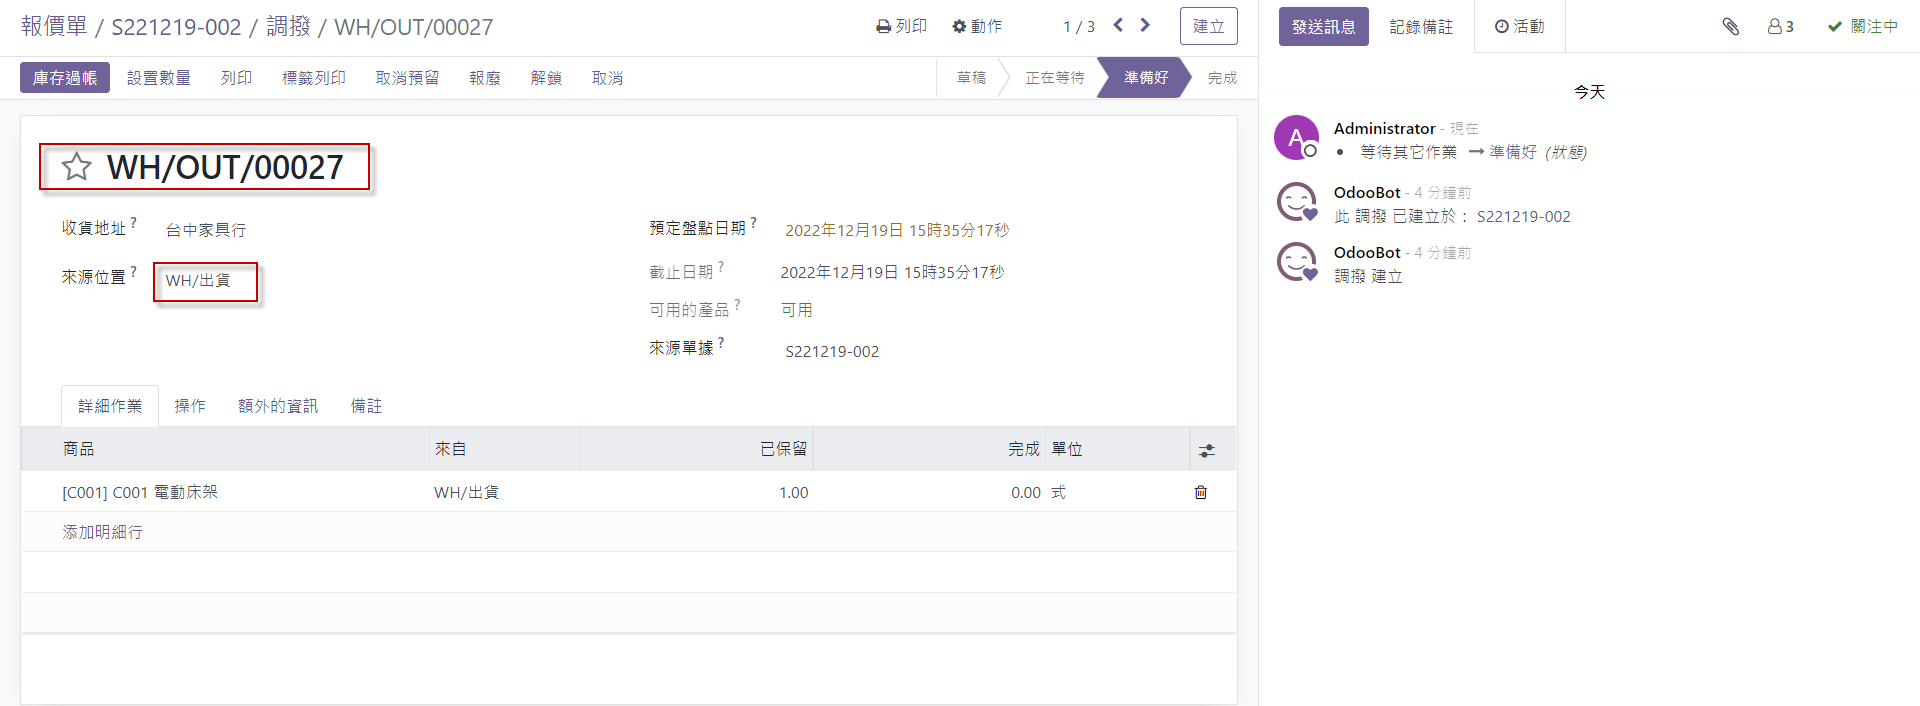 報價單 / S221219-002 / 調撥 / WH/OUT/00027
列印 動作 1 / 3 建立
庫存過帳 設置數量 列印 標籤列印 取消預留 報廢 解鎖 取消
草稿 正在等待 準備好 完成
WH/OUT/00027
收貨地址 ? 台中家具行
來源位置 ? WH/出貨
預定盤點日期 ? 2022年12月19日 15時35分17秒
截止日期 ? 2022年12月19日 15時35分17秒
可用的產品 ? 可用
來源單據 ? S221219-002
詳細作業 操作 額外的資訊 備註
商品 來自 已保留 完成 單位
[C001] C001 電動床架 WH/出貨 1.00 0.00 式
添加明細行
發送訊息 記錄備註 活動 3 關注中
今天
A
Administrator - 現在
• 等待其它作業 → 準備好 (狀態)
OdooBot - 4 分鐘前
此 調撥 已建立於： S221219-002
OdooBot - 4 分鐘前
調撥 建立